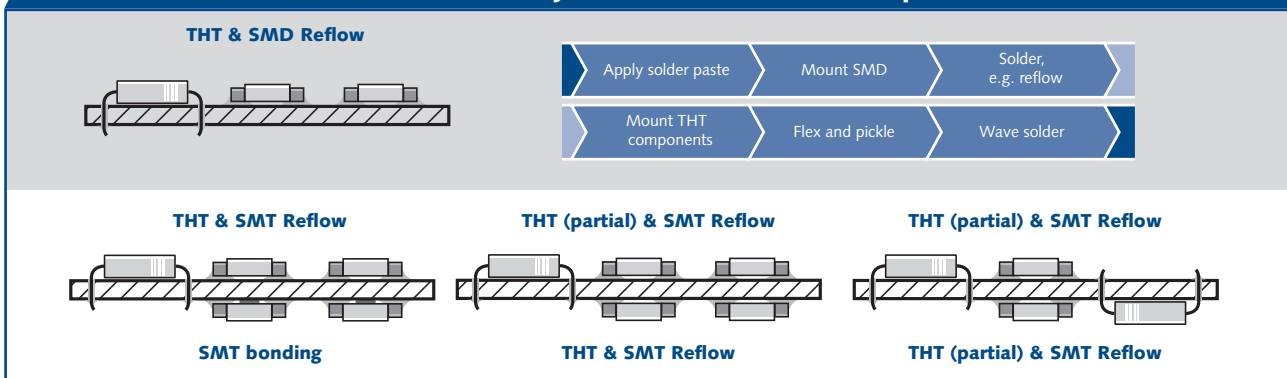 THT & SMD Reflow
Apply solder paste
Mount SMD
Solder,
e.g. reflow
Mount THT
components
Flex and pickle
Wave solder
THT & SMT Reflow
THT (partial) & SMT Reflow
THT (partial) & SMT Reflow
SMT bonding
THT & SMT Reflow
THT (partial) & SMT Reflow